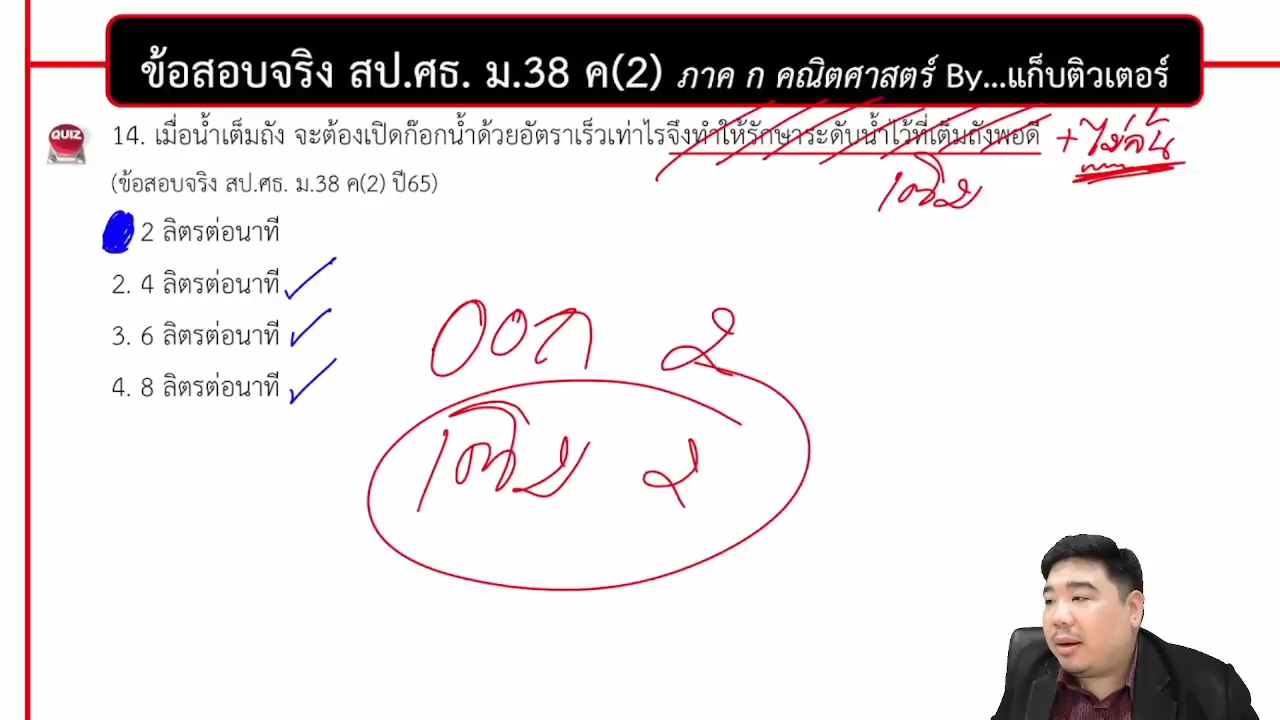 ข้อสอบจริง สป.ศธ. ม.38 ค(2) ภาค ก คณิตศาสตร์ By...แก็บติวเตอร์
QUIZ
14. เมื่อน้ำเต็มถัง จะต้องเปิดก๊อกน้ำด้วยอัตราเร็วเท่าไรจึงทำให้รักษาระดับน้ำไว้ที่เต็มถังพอดี + ไม่ล้น
(ข้อสอบจริง สป.ศธ. ม.38 ค(2) ปี65)
เติม
2 ลิตรต่อนาที
2. 4 ลิตรต่อนาที
3. 6 ลิตรต่อนาที
4. 8 ลิตรต่อนาที
ออก 2
เติม 2